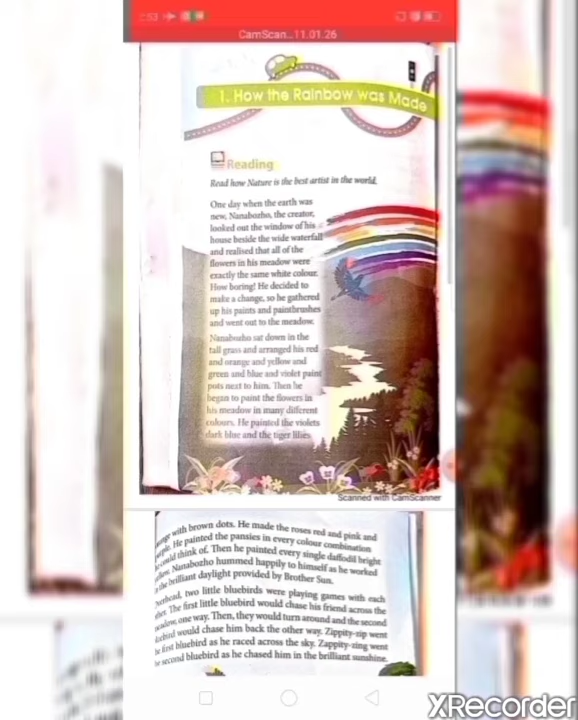 2:53
CamScan...11.01.26
1. How the Rainbow was Made
Reading
Read how Nature is the best artist in the world.
One day when the earth was
new, Nanabozho, the creator,
looked out the window of his
house beside the wide waterfall
and realised that all of the
flowers in his meadow were
exactly the same white colour.
How boring! He decided to
make a change, so he gathered
up his paints and paintbrushes
and went out to the meadow.
Nanabozho sat down in the
tall grass and arranged his red
and orange and yellow and
green and blue and violet paint
pots next to him. Then he
began to paint the flowers in
his meadow in many different
colours. He painted the violets
dark blue and the tiger lilies
Scanned with CamScanner
with brown dots. He made the roses red and pink and
He painted the pansies in every colour combination
could think of. Then he painted every single daffodil bright
Nanabozho hummed happily to himself as he worked
the brilliant daylight provided by Brother Sun.
two little bluebirds were playing games with each
The first little bluebird would chase his friend across the
one way. Then, they would turn around and the second
would chase him back the other way. Zippity-zip went
first bluebird as he raced across the sky. Zippity-zing went
second bluebird as he chased him in the brilliant sunshine.
XRecorder